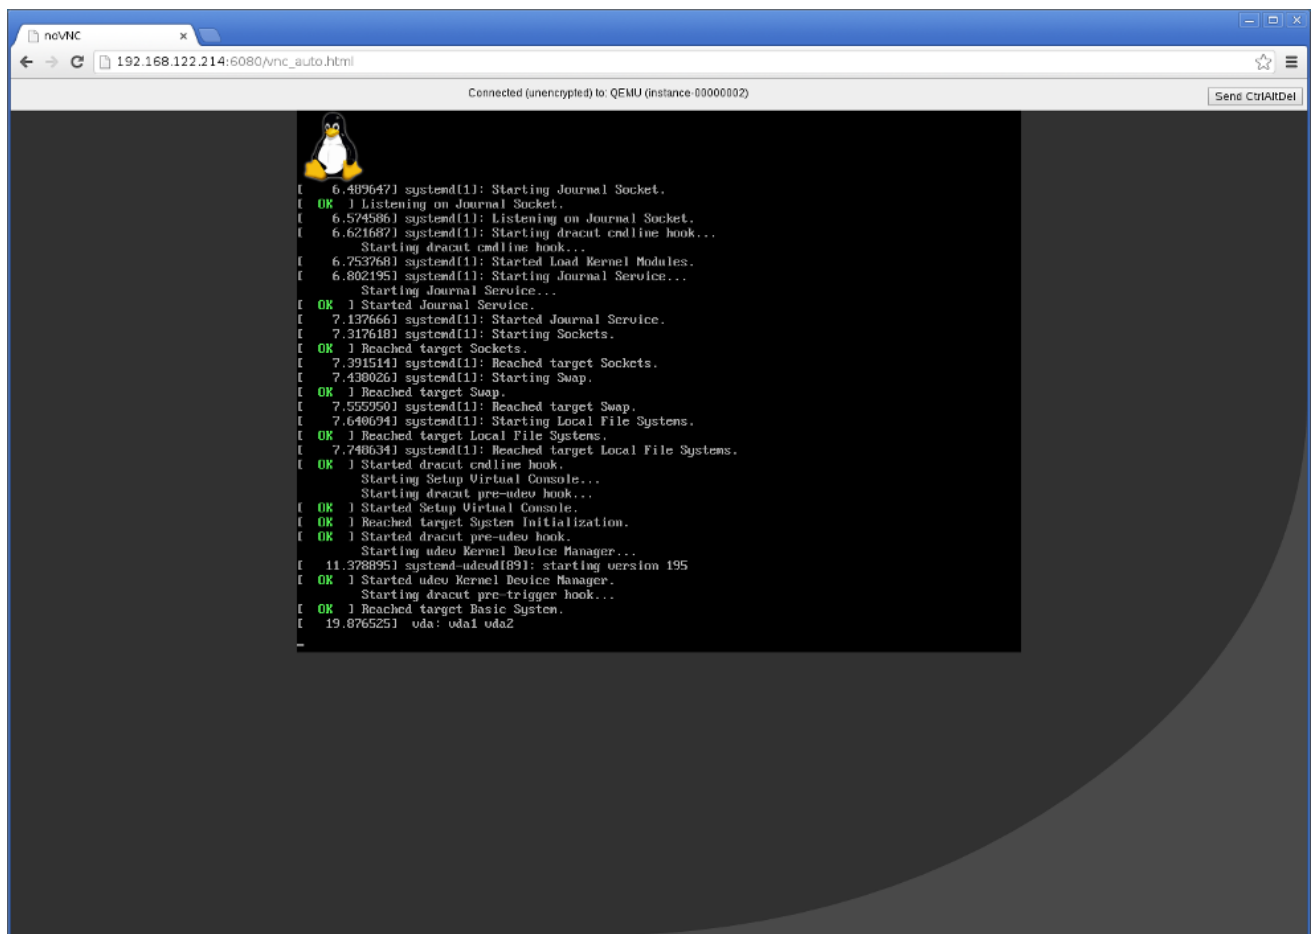 noVNC
192.168.122.214:6080/vnc_auto.html
Connected (unencrypted) to: QEMU (instance-00000002)
Send CtrlAltDel
[    6.489647] systemd[1]: Starting Journal Socket.
[  OK  ] Listening on Journal Socket.
[    6.574586] systemd[1]: Listening on Journal Socket.
[    6.621687] systemd[1]: Starting dracut cmdline hook...
         Starting dracut cmdline hook...
[    6.753768] systemd[1]: Started Load Kernel Modules.
[    6.802195] systemd[1]: Starting Journal Service...
         Starting Journal Service...
[  OK  ] Started Journal Service.
[    7.137666] systemd[1]: Started Journal Service.
[    7.317618] systemd[1]: Starting Sockets.
[  OK  ] Reached target Sockets.
[    7.391514] systemd[1]: Reached target Sockets.
[    7.438026] systemd[1]: Starting Swap.
[  OK  ] Reached target Swap.
[    7.555950] systemd[1]: Reached target Swap.
[    7.640694] systemd[1]: Starting Local File Systems.
[  OK  ] Reached target Local File Systems.
[    7.748634] systemd[1]: Reached target Local File Systems.
[  OK  ] Started dracut cmdline hook.
         Starting Setup Virtual Console...
         Starting dracut pre-udev hook...
[  OK  ] Started Setup Virtual Console.
[  OK  ] Reached target System Initialization.
[  OK  ] Started dracut pre-udev hook.
         Starting udev Kernel Device Manager...
[   11.378895] systemd-udevd[89]: starting version 195
[  OK  ] Started udev Kernel Device Manager.
         Starting dracut pre-trigger hook...
[  OK  ] Reached target Basic System.
[   19.876525]  vda: vda1 vda2